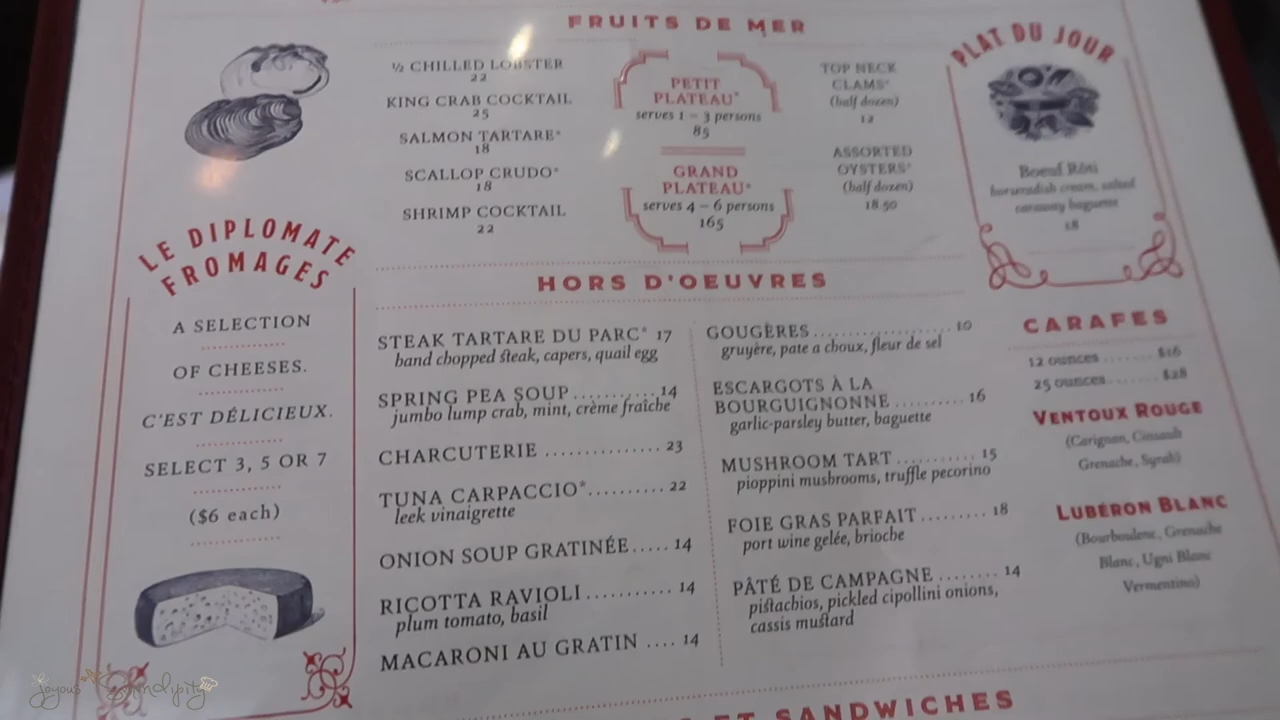 FRUITS DE MER
½ CHILLED LOBSTER
22
KING CRAB COCKTAIL
25
SALMON TARTARE*
18
SCALLOP CRUDO*
18
SHRIMP COCKTAIL
22
PETIT
PLATEAU*
serves 1 – 3 persons
85
GRAND
PLATEAU*
serves 4 – 6 persons
165
TOP NECK
CLAMS*
(half dozen)
12
ASSORTED
OYSTERS*
(half dozen)
18.50
PLAT DU JOUR
Boeuf Rôti
horseradish cream, salted
caraway baguette
18
LE DIPLOMATE
FROMAGES
A SELECTION
OF CHEESES.
C'EST DÉLICIEUX.
SELECT 3, 5 OR 7
($6 each)
HORS D'OEUVRES
STEAK TARTARE DU PARC* 17
hand chopped steak, capers, quail egg
SPRING PEA SOUP ........... 14
jumbo lump crab, mint, crème fraîche
CHARCUTERIE ............... 23
TUNA CARPACCIO*.......... 22
leek vinaigrette
ONION SOUP GRATINÉE..... 14
RICOTTA RAVIOLI ........... 14
plum tomato, basil
MACARONI AU GRATIN .... 14
GOUGÈRES .................... 10
gruyère, pate a choux, fleur de sel
ESCARGOTS À LA
BOURGUIGNONNE .......... 16
garlic-parsley butter, baguette
MUSHROOM TART ........... 15
pioppini mushrooms, truffle pecorino
FOIE GRAS PARFAIT ......... 18
port wine gelée, brioche
PÂTÉ DE CAMPAGNE ........ 14
pistachios, pickled cipollini onions,
cassis mustard
CARAFES
12 ounces ....... $16
25 ounces ....... $28
VENTOUX ROUGE
(Carignan, Cinsault
Grenache, Syrah)
LUBÉRON BLANC
(Bourboulenc, Grenache
Blanc, Ugni Blanc
Vermentino)
ET SANDWICHES
Joyous Serendipity